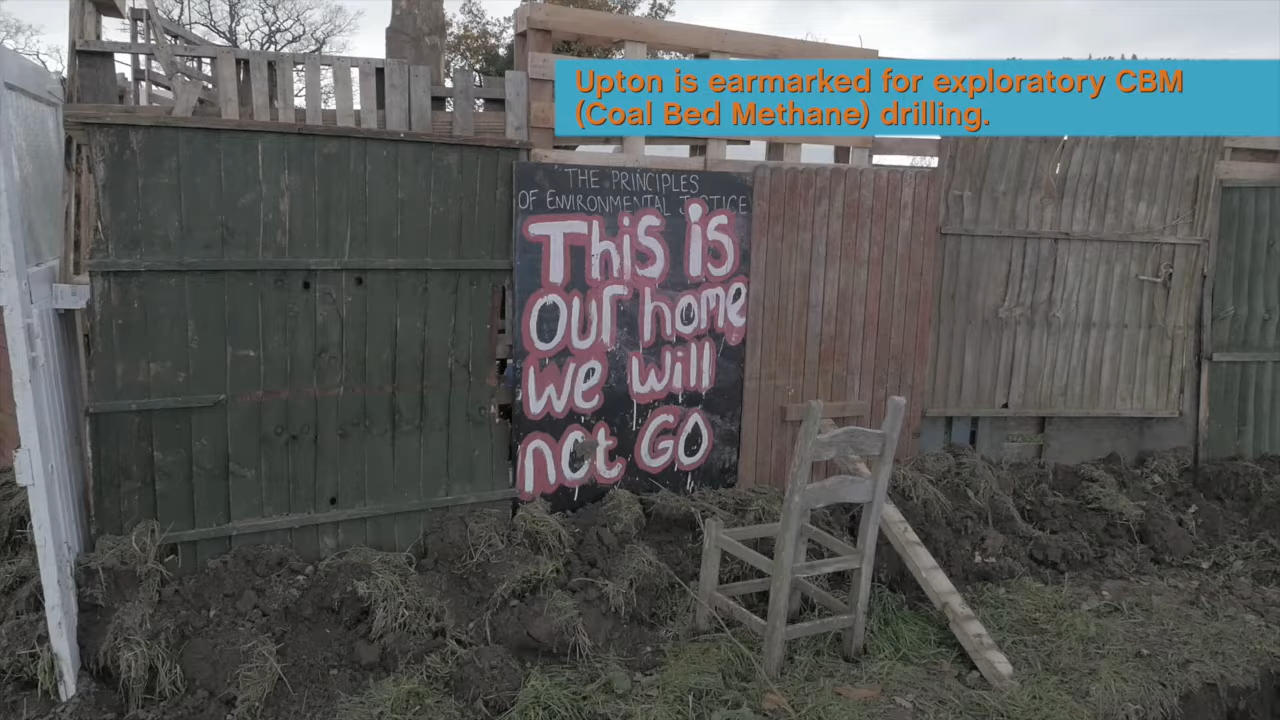 Upton is earmarked for exploratory CBM
(Coal Bed Methane) drilling.
THE PRINCIPLES
OF ENVIRONMENTAL JUSTICE
This is
our home
we will
not GO